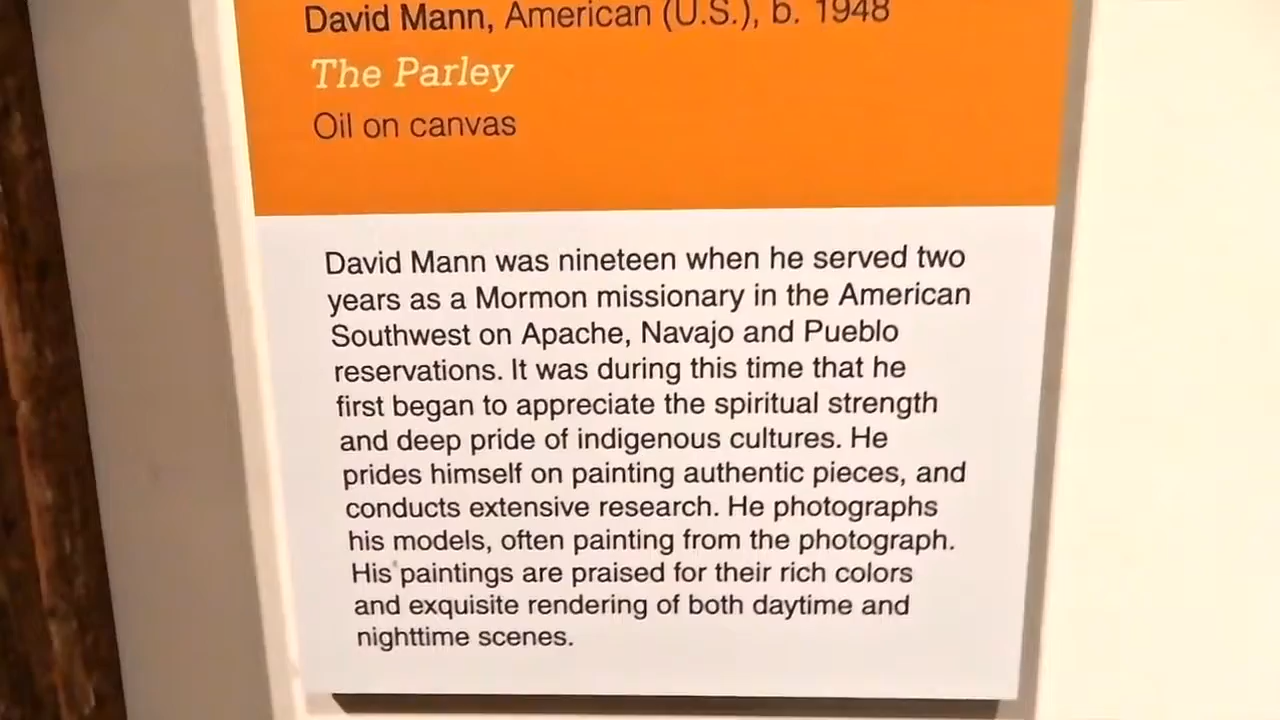 David Mann, American (U.S.), b. 1948
The Parley
Oil on canvas
David Mann was nineteen when he served two
years as a Mormon missionary in the American
Southwest on Apache, Navajo and Pueblo
reservations. It was during this time that he
first began to appreciate the spiritual strength
and deep pride of indigenous cultures. He
prides himself on painting authentic pieces, and
conducts extensive research. He photographs
his models, often painting from the photograph.
His paintings are praised for their rich colors
and exquisite rendering of both daytime and
nighttime scenes.